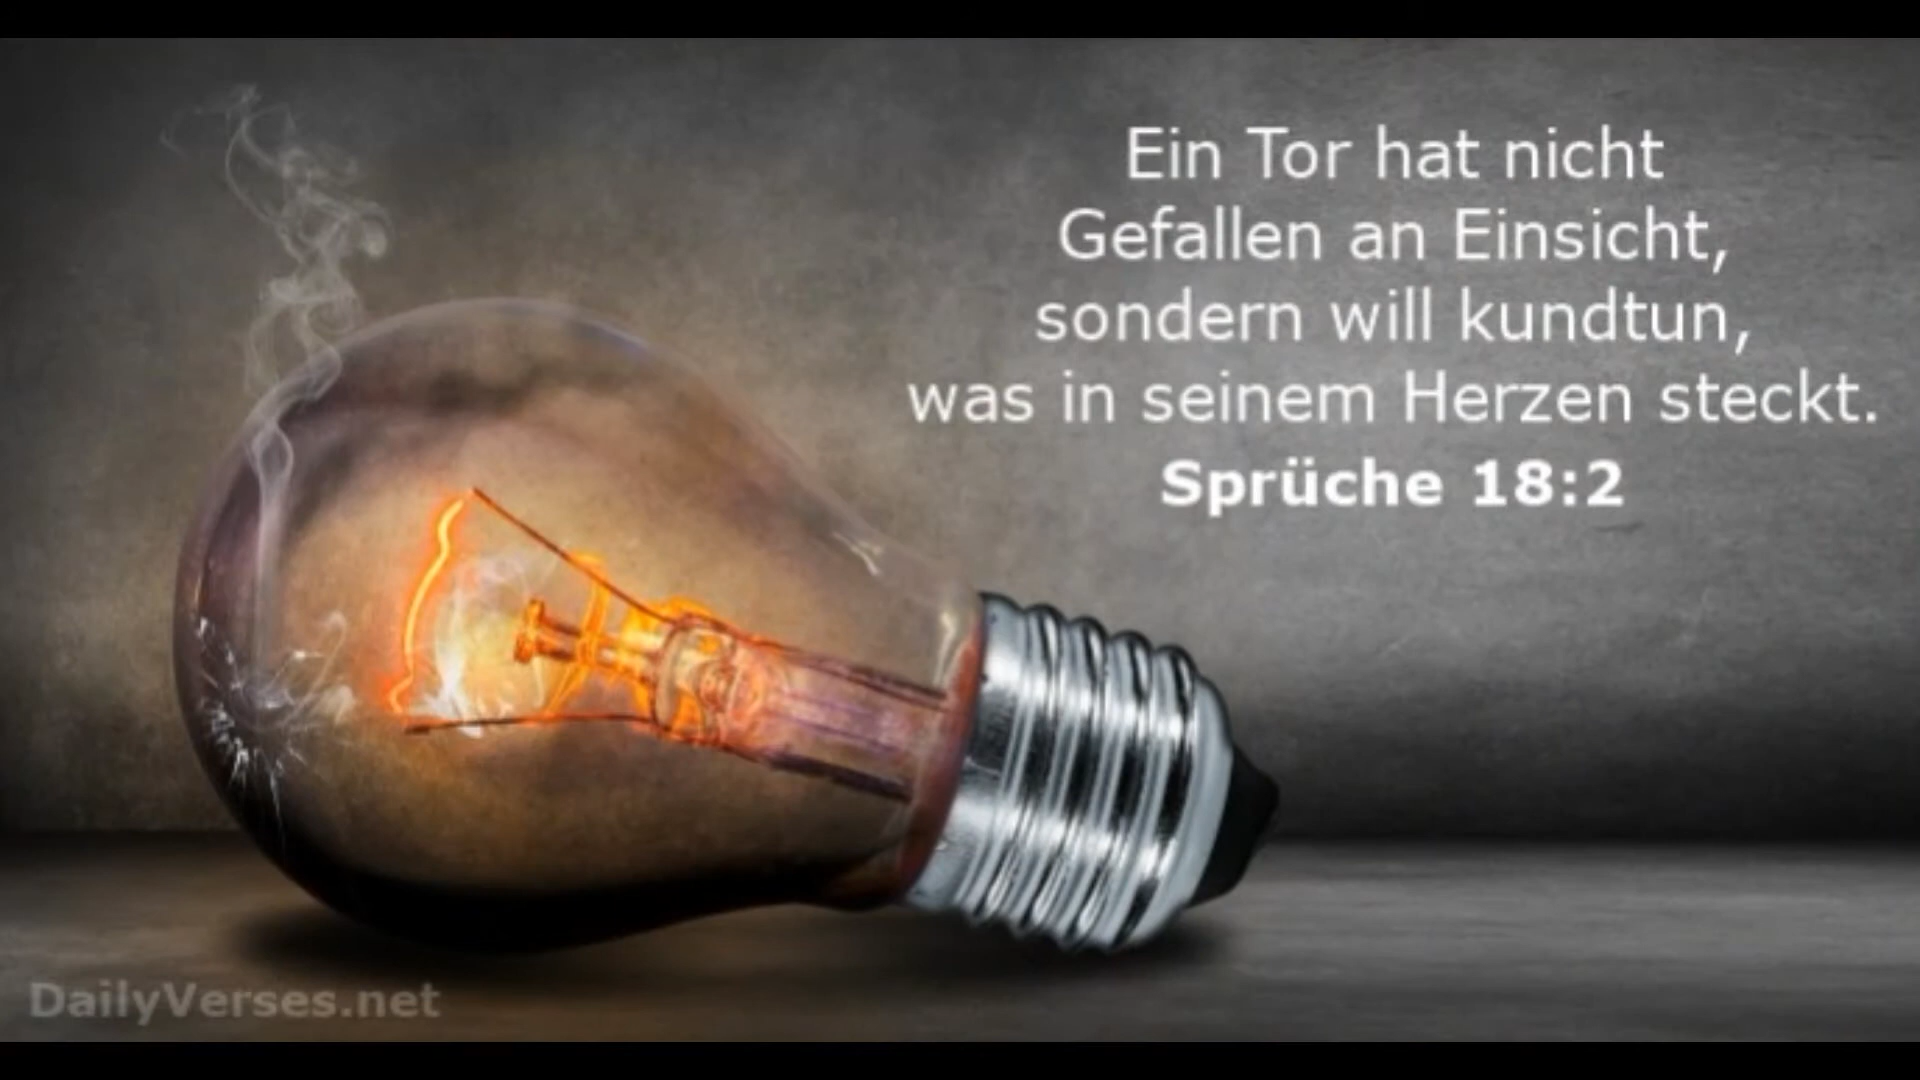 Ein Tor hat nicht
Gefallen an Einsicht,
sondern will kundtun,
was in seinem Herzen steckt.
Sprüche 18:2
DailyVerses.net